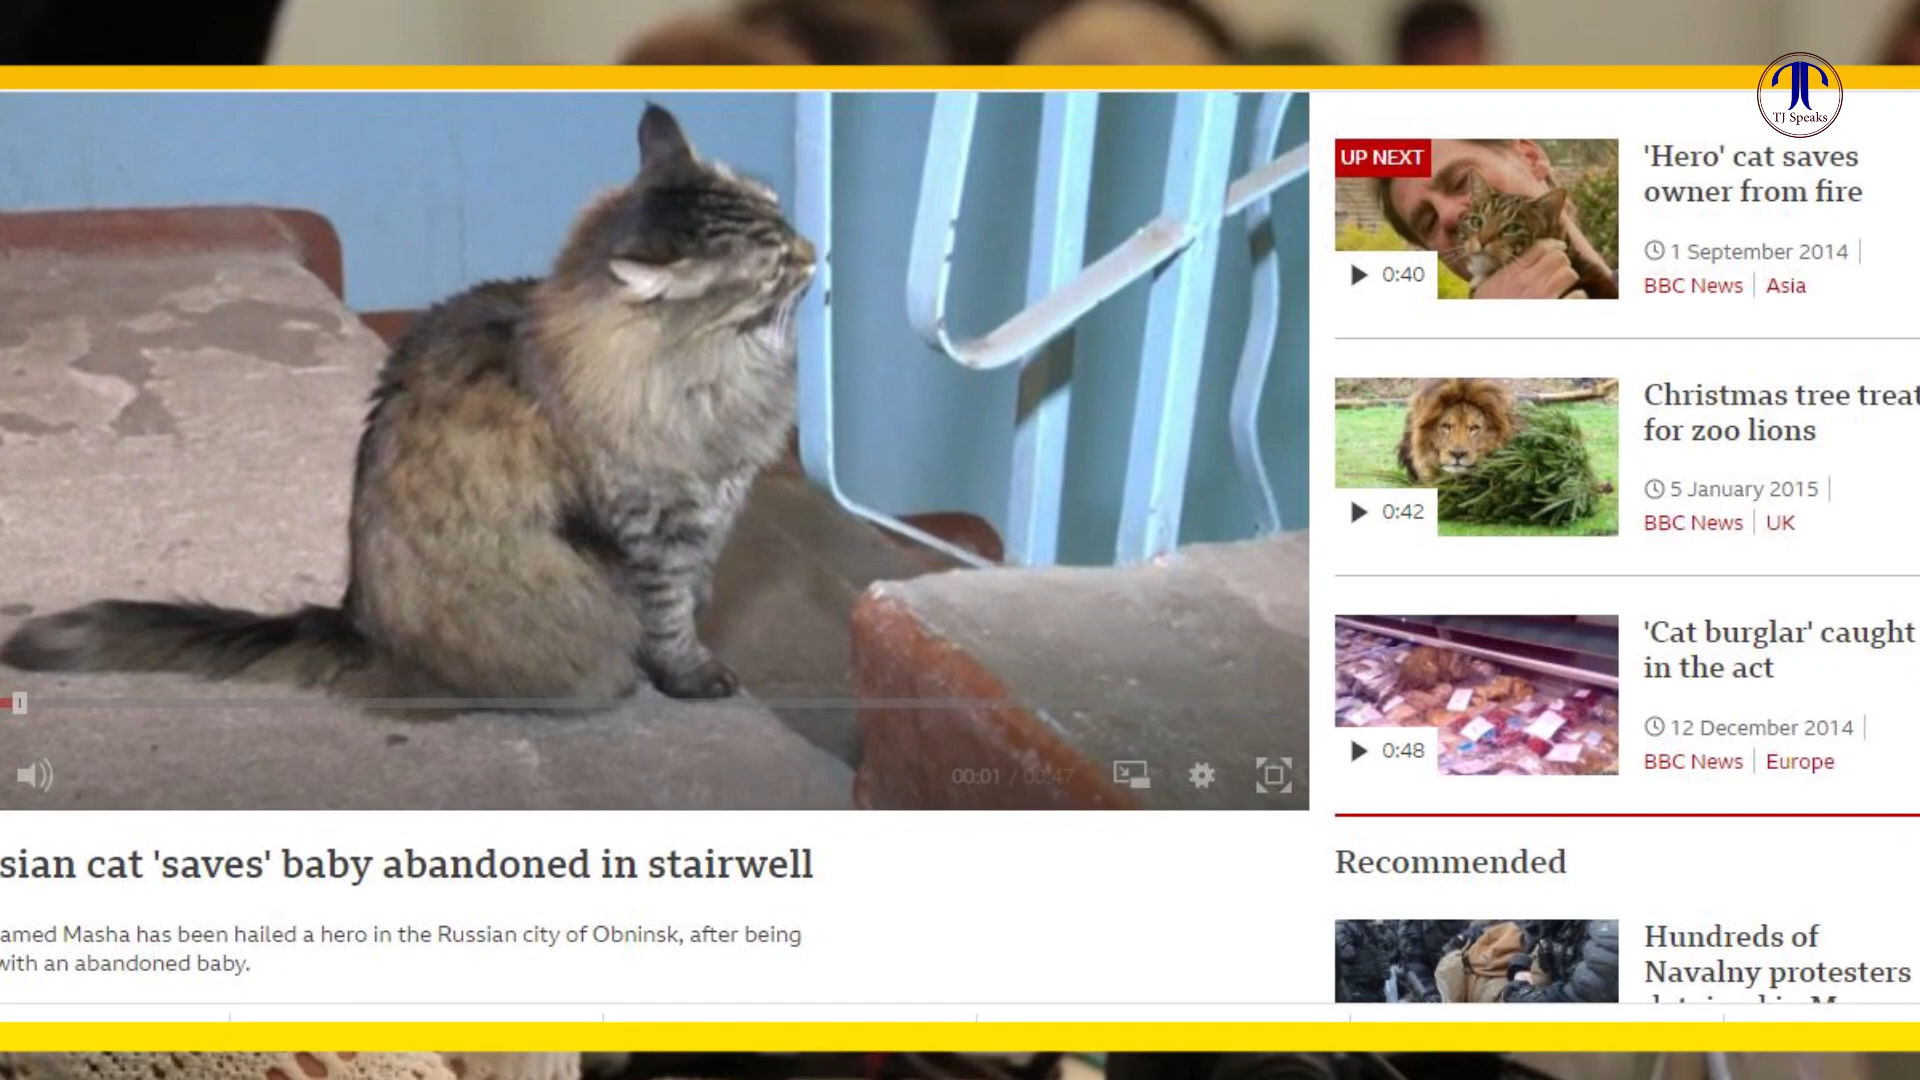 TJ Speaks
UP NEXT
0:40
'Hero' cat saves
owner from fire
1 September 2014
BBC News | Asia
0:42
Christmas tree treat
for zoo lions
5 January 2015
BBC News | UK
0:48
'Cat burglar' caught
in the act
12 December 2014
BBC News | Europe
00:01 / 00:47
sian cat 'saves' baby abandoned in stairwell
amed Masha has been hailed a hero in the Russian city of Obninsk, after being
with an abandoned baby.
Recommended
Hundreds of
Navalny protesters